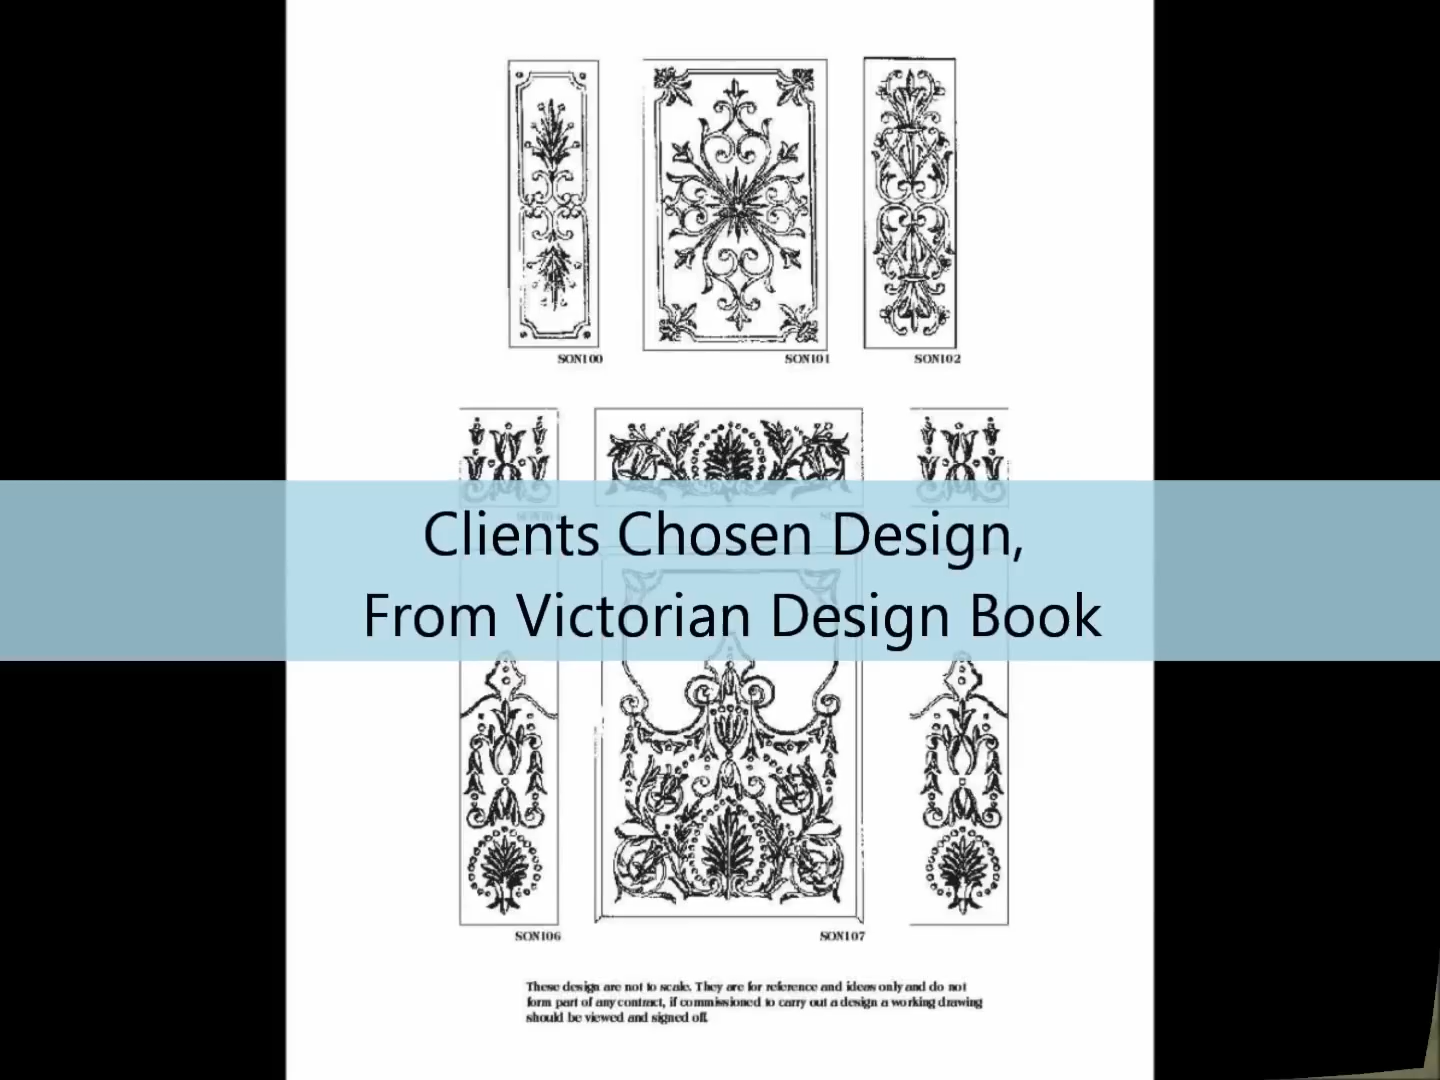 SON100
SON101
SON102
Clients Chosen Design,
From Victorian Design Book
SON106
SON107
These design are not to scale. They are for reference and ideas only and do not
form part of any contract, if commissioned to carry out a design a working drawing
should be viewed and signed off.